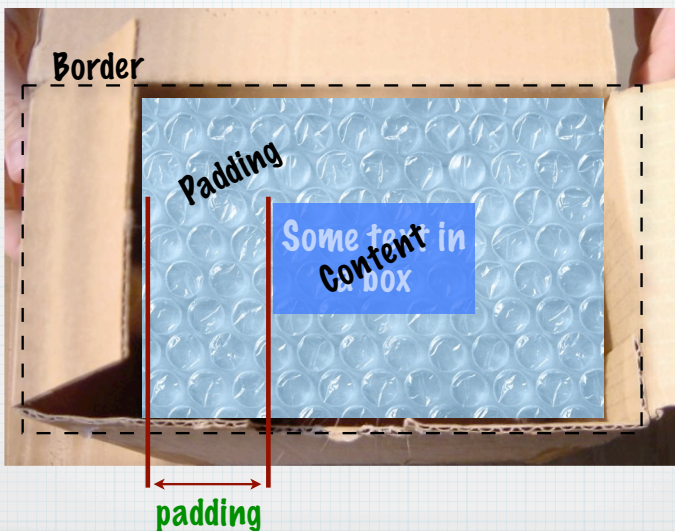 Border
Padding
Some text in
a box
Content
padding